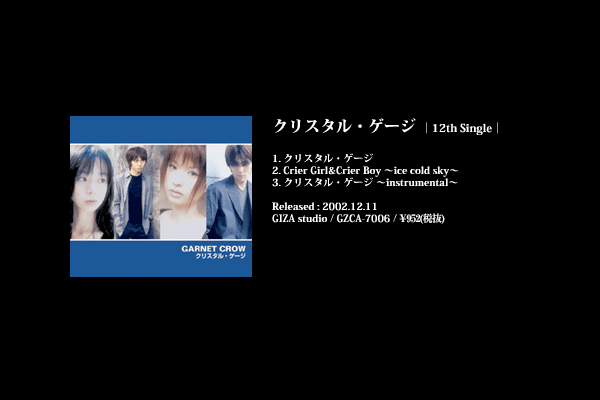 クリスタル・ゲージ ｜12th Single｜
1. クリスタル・ゲージ
2. Crier Girl&Crier Boy ～ice cold sky～
3. クリスタル・ゲージ ～instrumental～
Released : 2002.12.11
GIZA studio / GZCA-7006 / ¥952(税抜)
GARNET CROW
クリスタル・ゲージ